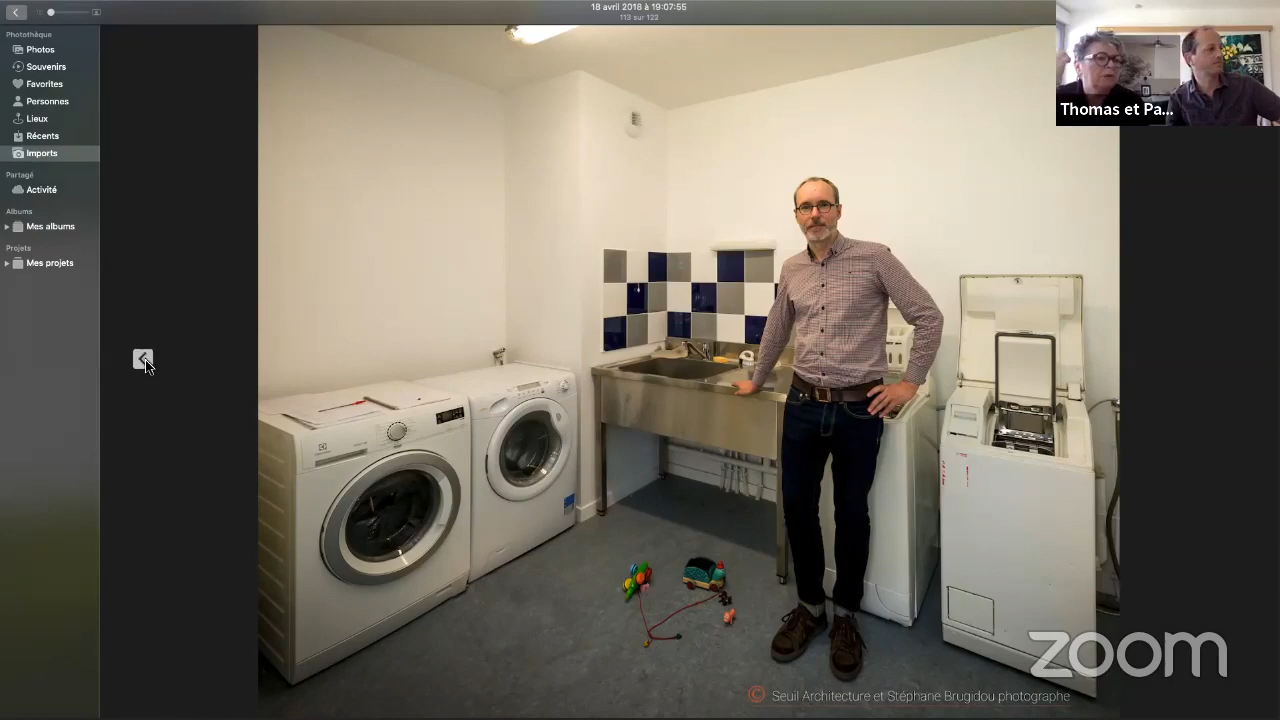 18 avril 2018 à 19:07:55
113 sur 122
Photothèque
Photos
Souvenirs
Favorites
Personnes
Lieux
Récents
Imports
Partagé
Activité
Albums
Mes albums
Projets
Mes projets
Thomas et Pa...
zoom
© Seuil Architecture et Stéphane Brugidou photographe